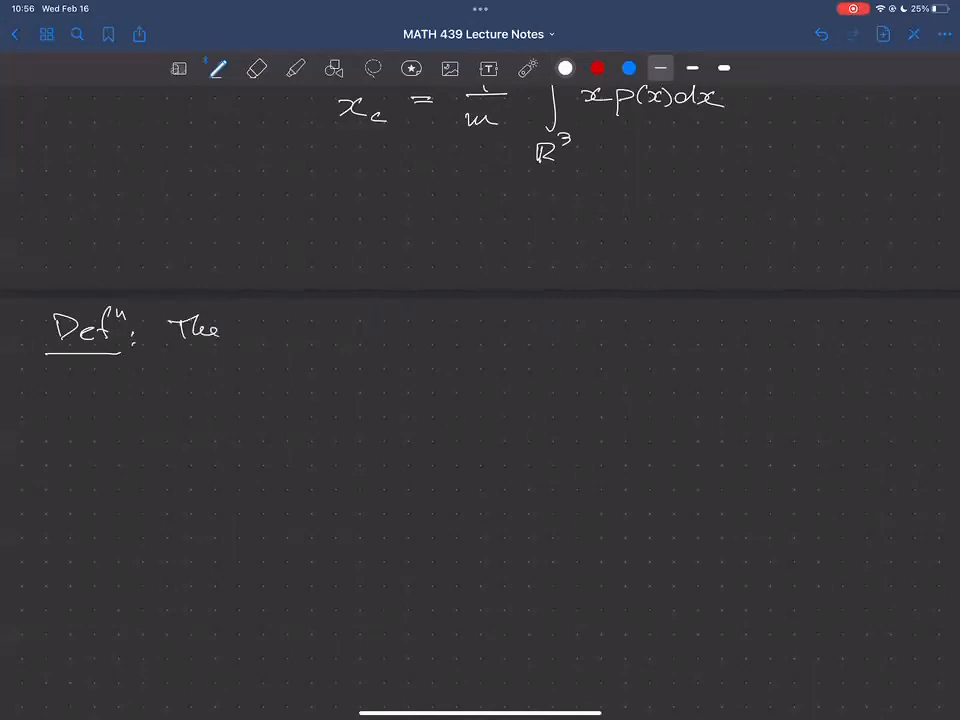 10:56 Wed Feb 16
25%
MATH 439 Lecture Notes
x_c = 1/m ∫_{ℝ³} x ρ(x) dx
Defⁿ: The